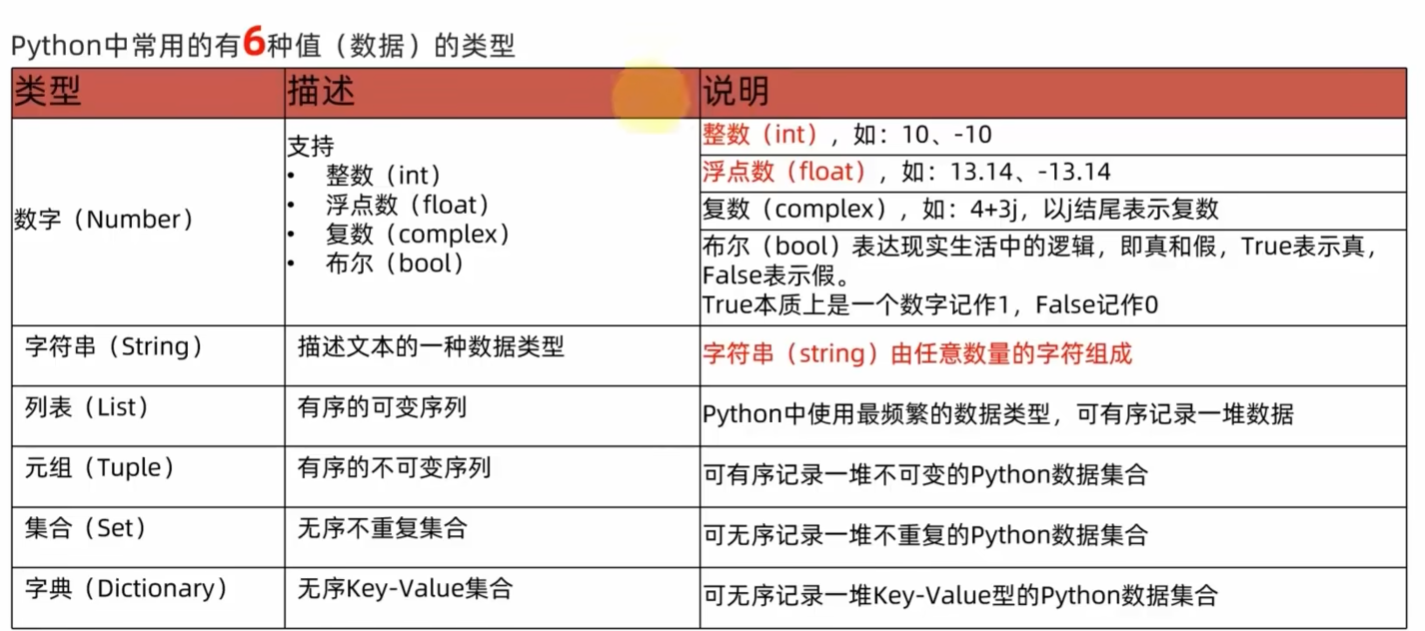 Python中常用的有6种值（数据）的类型
类型 描述 说明
数字（Number）
支持
• 整数（int）
• 浮点数（float）
• 复数（complex）
• 布尔（bool）
整数（int），如：10、-10
浮点数（float），如：13.14、-13.14
复数（complex），如：4+3j，以j结尾表示复数
布尔（bool）表达现实生活中的逻辑，即真和假，True表示真，
False表示假。
True本质上是一个数字记作1，False记作0
字符串（String） 描述文本的一种数据类型 字符串（string）由任意数量的字符组成
列表（List） 有序的可变序列 Python中使用最频繁的数据类型，可有序记录一堆数据
元组（Tuple） 有序的不可变序列 可有序记录一堆不可变的Python数据集合
集合（Set） 无序不重复集合 可无序记录一堆不重复的Python数据集合
字典（Dictionary） 无序Key-Value集合 可无序记录一堆Key-Value型的Python数据集合